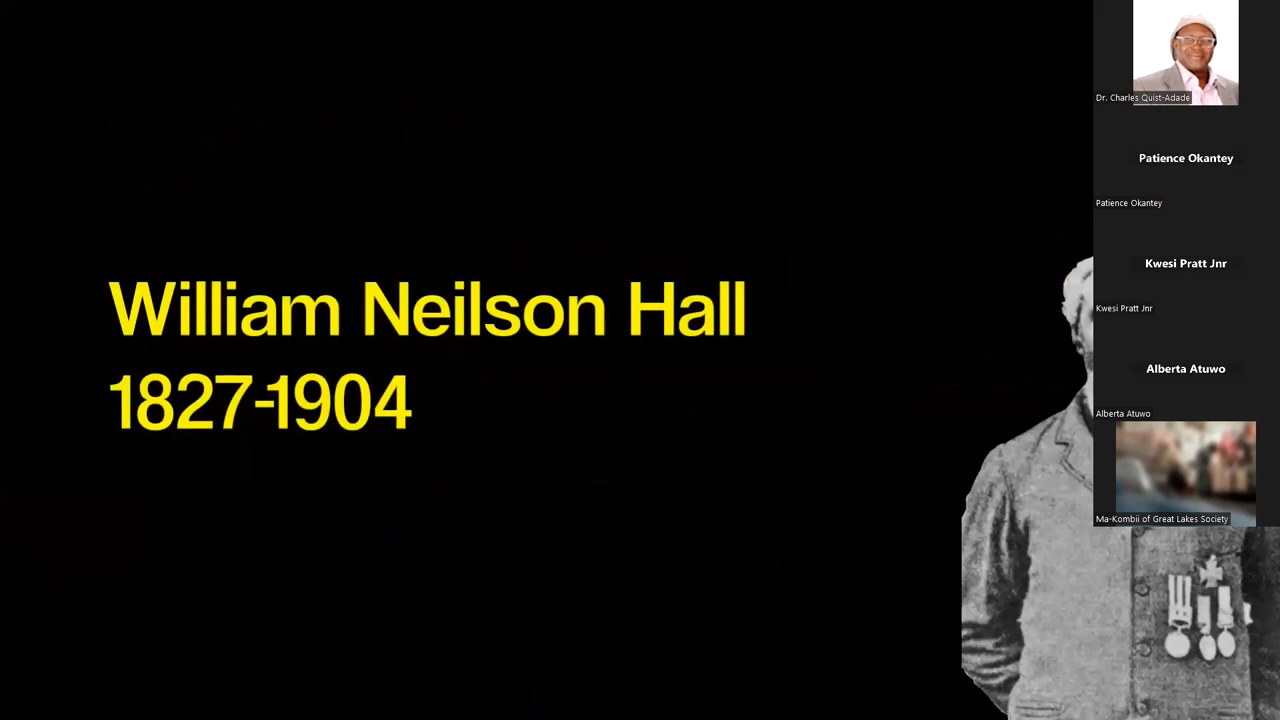 William Neilson Hall
1827-1904
Dr. Charles Quist-Adade
Patience Okantey
Patience Okantey
Kwesi Pratt Jnr
Kwesi Pratt Jnr
Alberta Atuwo
Alberta Atuwo
Ma-Kombii of Great Lakes Society